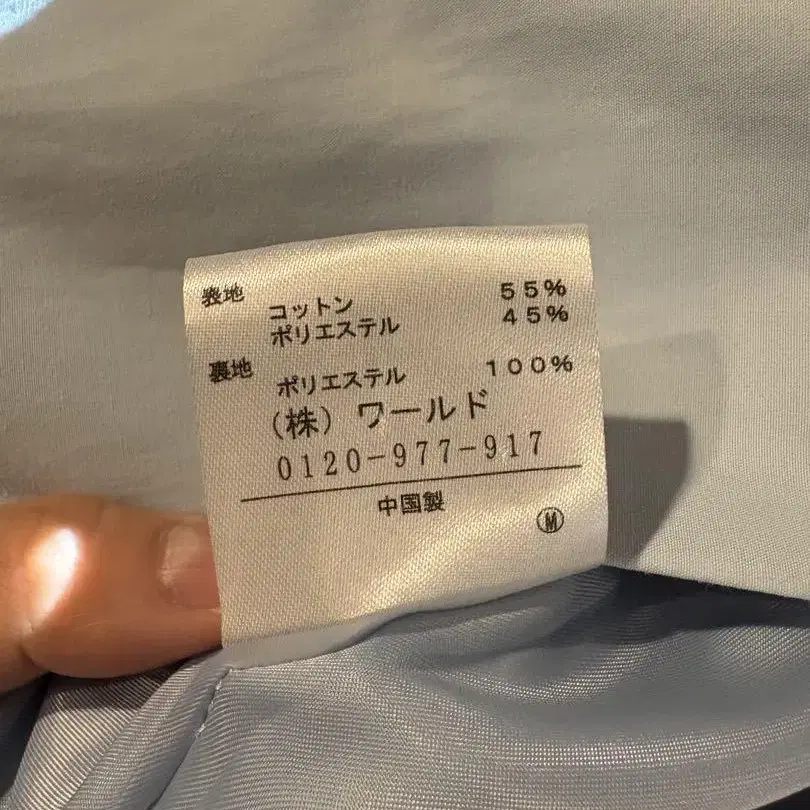 表地
コットン 55%
ポリエステル 45%
裏地
ポリエステル 100%
(株) ワールド
0120-977-917
中国製
Ⓜ